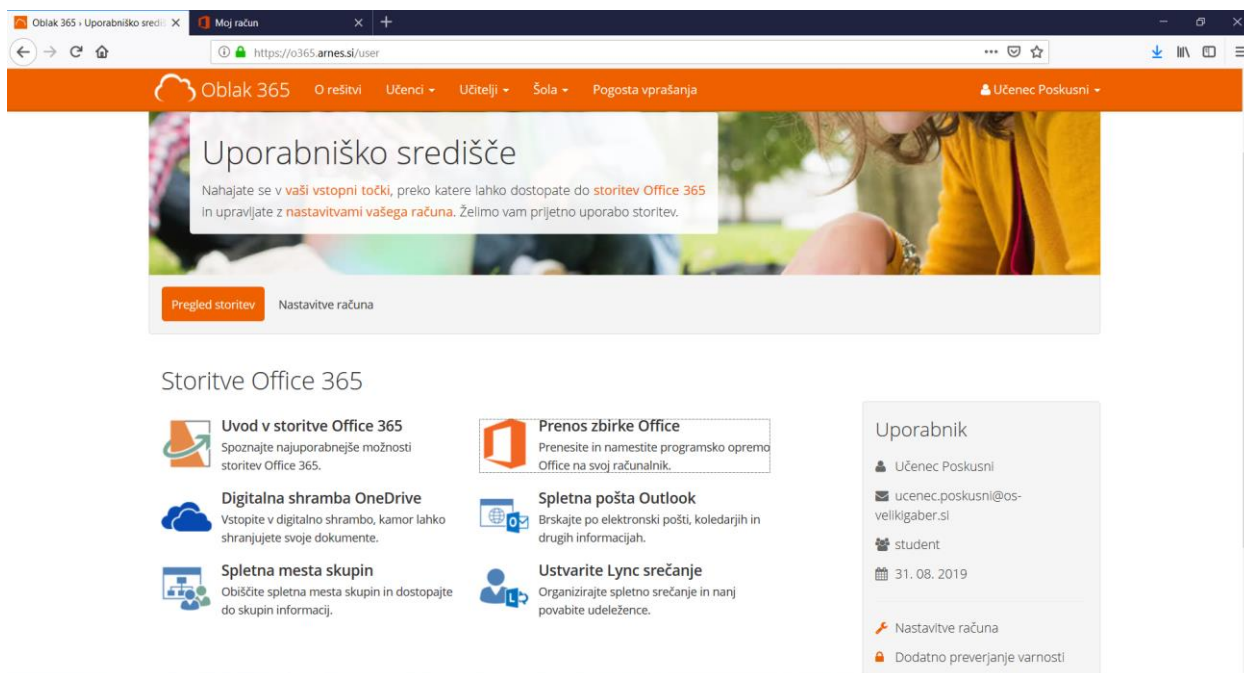 Oblak 365 › Uporabniško središ
Moj račun
https://o365.arnes.si/user
Oblak 365 O rešitvi Učenci Učitelji Šola Pogosta vprašanja Učenec Poskusni
Uporabniško središče
Nahajate se v vaši vstopni točki, preko katere lahko dostopate do storitev Office 365
in upravljate z nastavitvami vašega računa. Želimo vam prijetno uporabo storitev.
Pregled storitev Nastavitve računa
Storitve Office 365
Uvod v storitve Office 365
Spoznajte najuporabnejše možnosti
storitev Office 365.
Prenos zbirke Office
Prenesite in namestite programsko opremo
Office na svoj računalnik.
Digitalna shramba OneDrive
Vstopite v digitalno shrambo, kamor lahko
shranjujete svoje dokumente.
Spletna pošta Outlook
Brskajte po elektronski pošti, koledarjih in
drugih informacijah.
Spletna mesta skupin
Obiščite spletna mesta skupin in dostopajte
do skupin informacij.
Ustvarite Lync srečanje
Organizirajte spletno srečanje in nanj
povabite udeležence.
Uporabnik
Učenec Poskusni
ucenec.poskusni@os-
velikigaber.si
student
31. 08. 2019
Nastavitve računa
Dodatno preverjanje varnosti